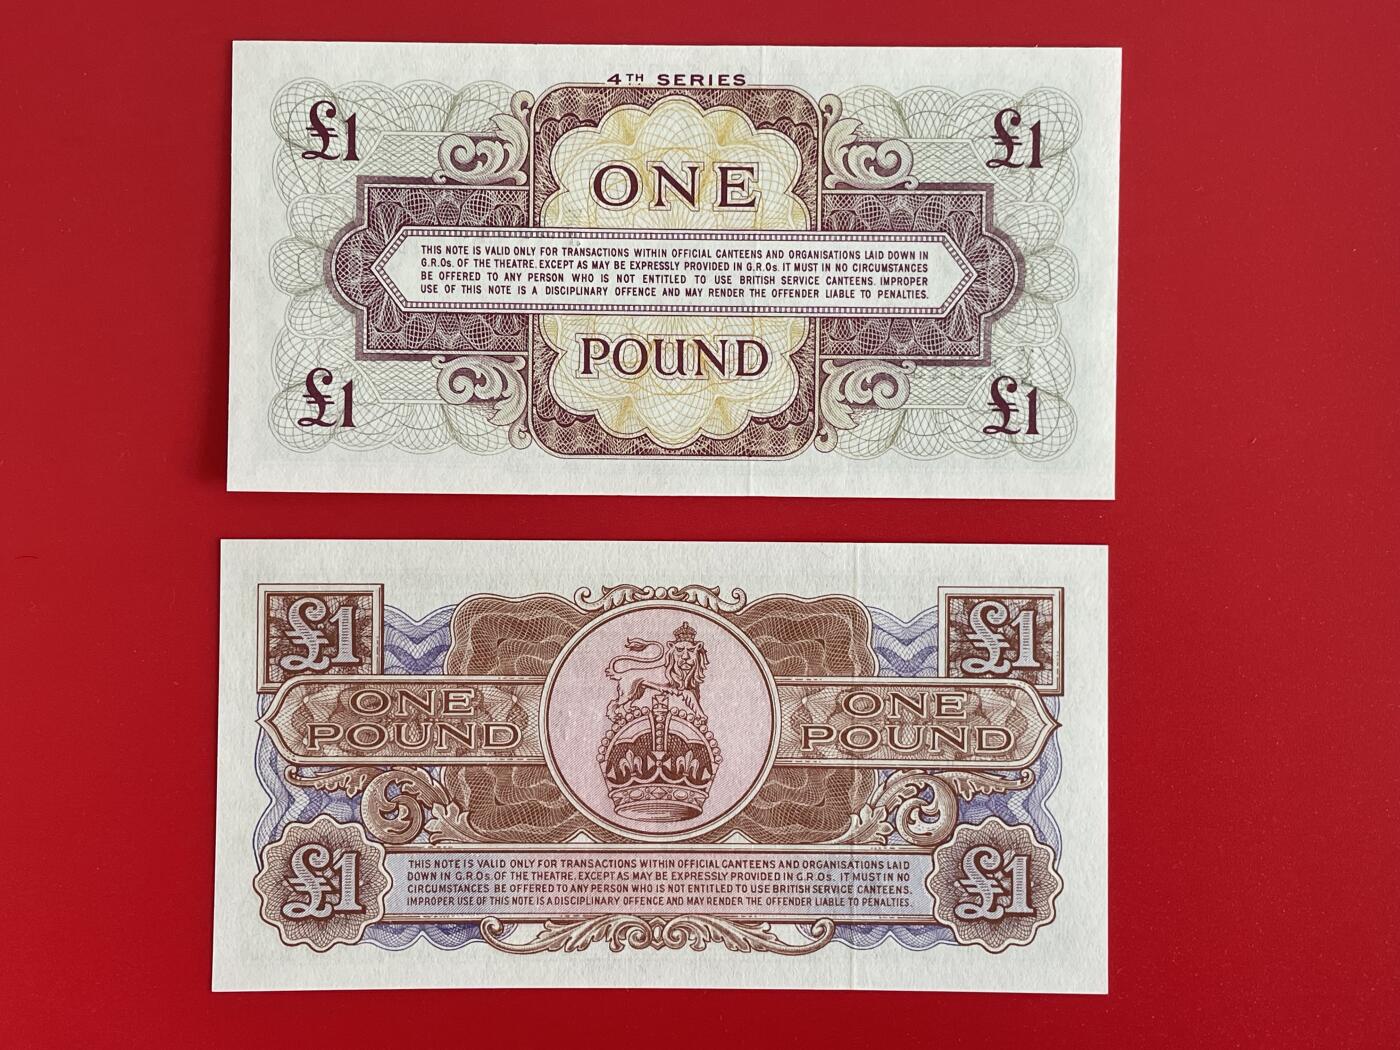 4TH SERIES
£1 £1
ONE
THIS NOTE IS VALID ONLY FOR TRANSACTIONS WITHIN OFFICIAL CANTEENS AND ORGANISATIONS LAID DOWN IN
G.R.Os. OF THE THEATRE. EXCEPT AS MAY BE EXPRESSLY PROVIDED IN G.R.Os. IT MUST IN NO CIRCUMSTANCES
BE OFFERED TO ANY PERSON WHO IS NOT ENTITLED TO USE BRITISH SERVICE CANTEENS. IMPROPER
USE OF THIS NOTE IS A DISCIPLINARY OFFENCE AND MAY RENDER THE OFFENDER LIABLE TO PENALTIES.
POUND
£1 £1
£1 £1
ONE ONE
POUND POUND
£1 £1
THIS NOTE IS VALID ONLY FOR TRANSACTIONS WITHIN OFFICIAL CANTEENS AND ORGANISATIONS LAID
DOWN IN G.R.Os. OF THE THEATRE. EXCEPT AS MAY BE EXPRESSLY PROVIDED IN G.R.Os. IT MUST IN NO
CIRCUMSTANCES BE OFFERED TO ANY PERSON WHO IS NOT ENTITLED TO USE BRITISH SERVICE CANTEENS.
IMPROPER USE OF THIS NOTE IS A DISCIPLINARY OFFENCE AND MAY RENDER THE OFFENDER LIABLE TO PENALTIES.